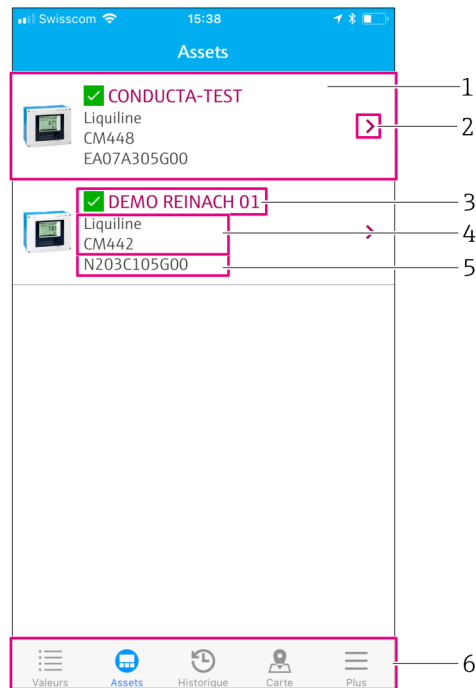 Swisscom 15:38
Assets
CONDUCTA-TEST
Liquiline
CM448
EA07A305G00
DEMO REINACH 01
Liquiline
CM442
N203C105G00
1
2
3
4
5
6
Valeurs Assets Historique Carte Plus